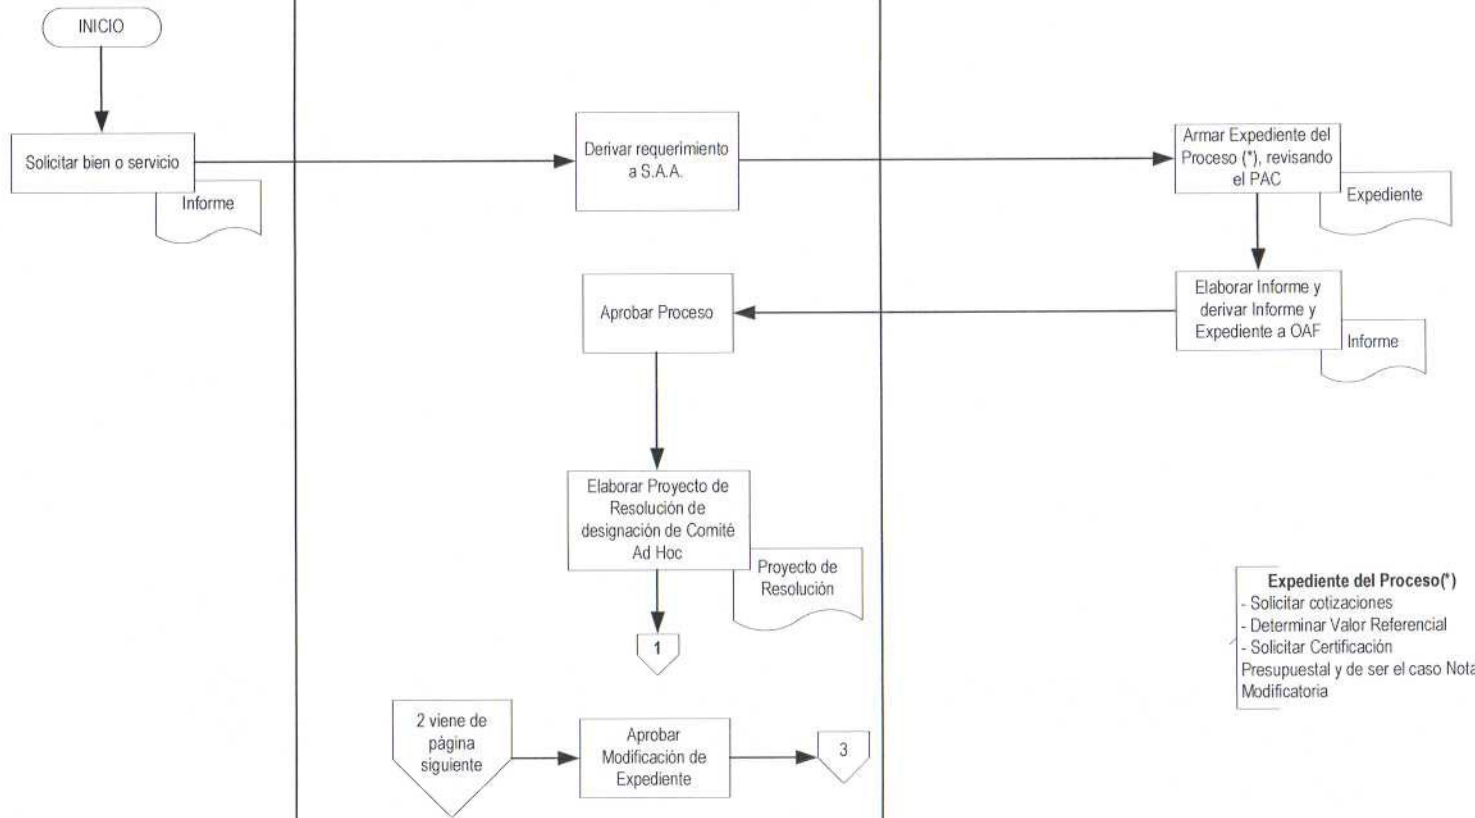 INICIO
Solicitar bien o servicio
Informe
Derivar requerimiento
a S.A.A.
Armar Expediente del
Proceso (*), revisando
el PAC
Expediente
Elaborar Informe y
derivar Informe y
Expediente a OAF
Informe
Aprobar Proceso
Elaborar Proyecto de
Resolución de
designación de Comité
Ad Hoc
Proyecto de
Resolución
1
Expediente del Proceso(*)
- Solicitar cotizaciones
- Determinar Valor Referencial
- Solicitar Certificación
Presupuestal y de ser el caso Nota
Modificatoria
2 viene de
página
siguiente
Aprobar
Modificación de
Expediente
3